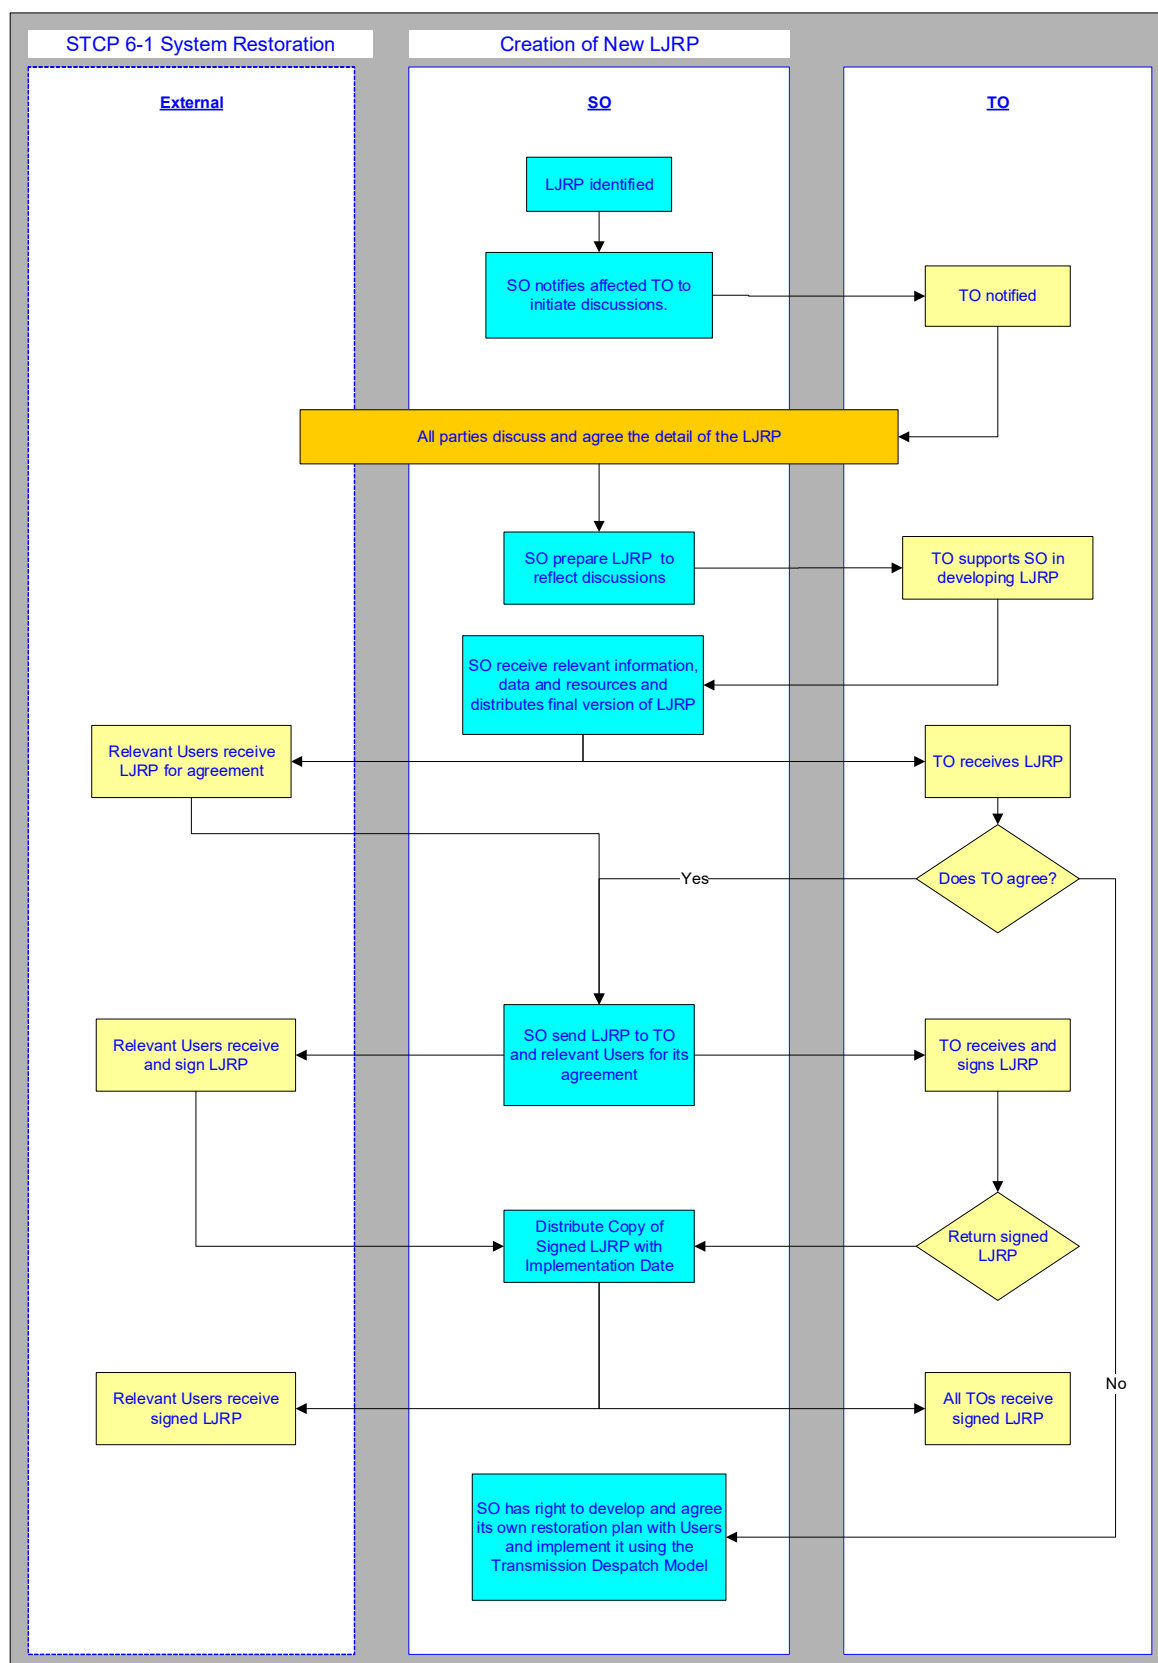 STCP 6-1 System Restoration
Creation of New LJRP
External
SO
TO
LJRP identified
SO notifies affected TO to
initiate discussions.
TO notified
All parties discuss and agree the detail of the LJRP
SO prepare LJRP to
reflect discussions
TO supports SO in
developing LJRP
SO receive relevant information,
data and resources and
distributes final version of LJRP
Relevant Users receive
LJRP for agreement
TO receives LJRP
Does TO agree?
Yes
Relevant Users receive
and sign LJRP
SO send LJRP to TO
and relevant Users for its
agreement
TO receives and
signs LJRP
Distribute Copy of
Signed LJRP with
Implementation Date
Return signed
LJRP
No
Relevant Users receive
signed LJRP
All TOs receive
signed LJRP
SO has right to develop and agree
its own restoration plan with Users
and implement it using the
Transmission Despatch Model